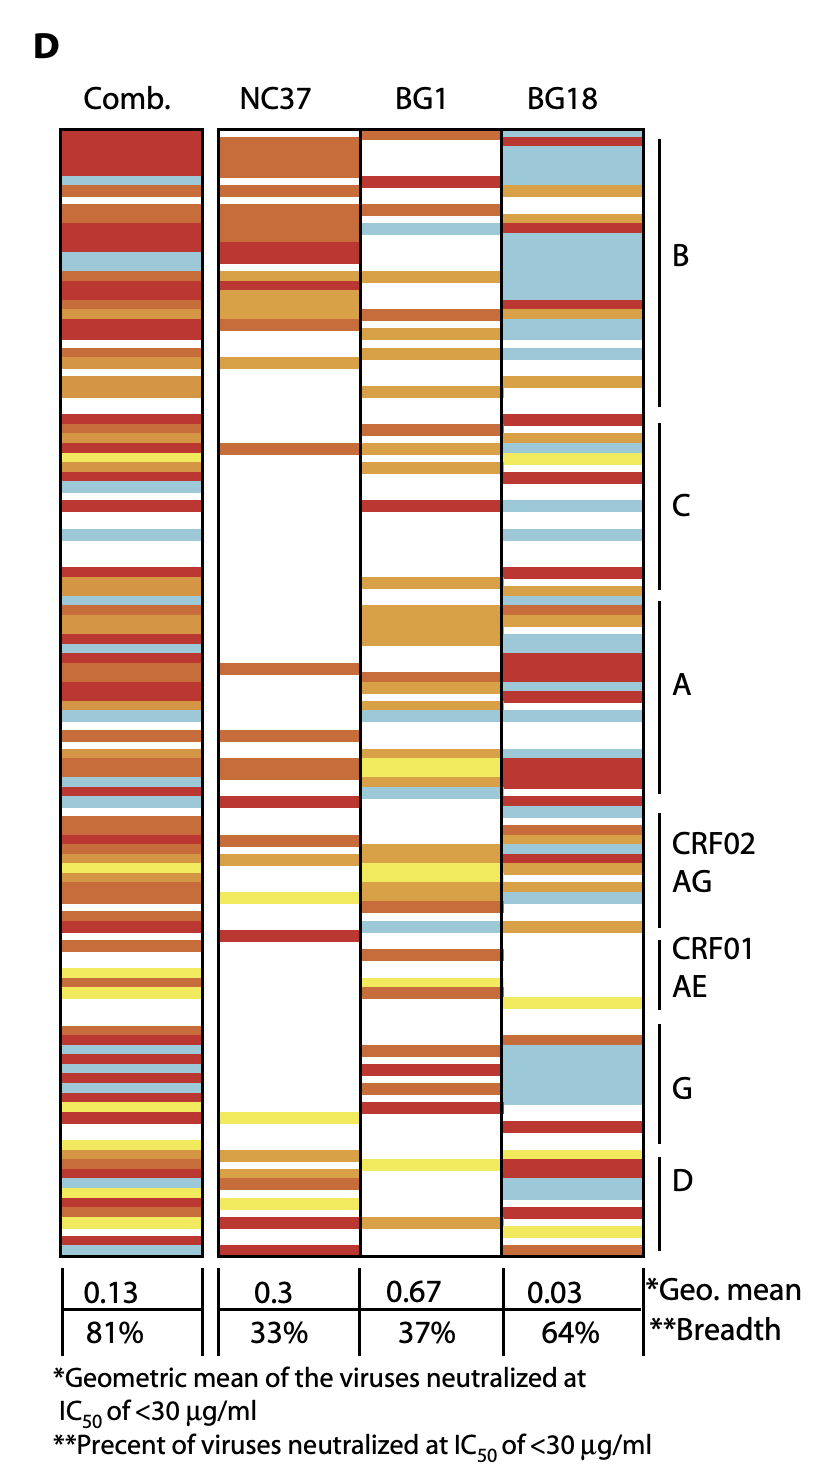 D
Comb. NC37 BG1 BG18
B
C
A
CRF02
AG
CRF01
AE
G
D
0.13 0.3 0.67 0.03 *Geo. mean
81% 33% 37% 64% **Breadth
*Geometric mean of the viruses neutralized at
IC50 of <30 µg/ml
**Precent of viruses neutralized at IC50 of <30 µg/ml